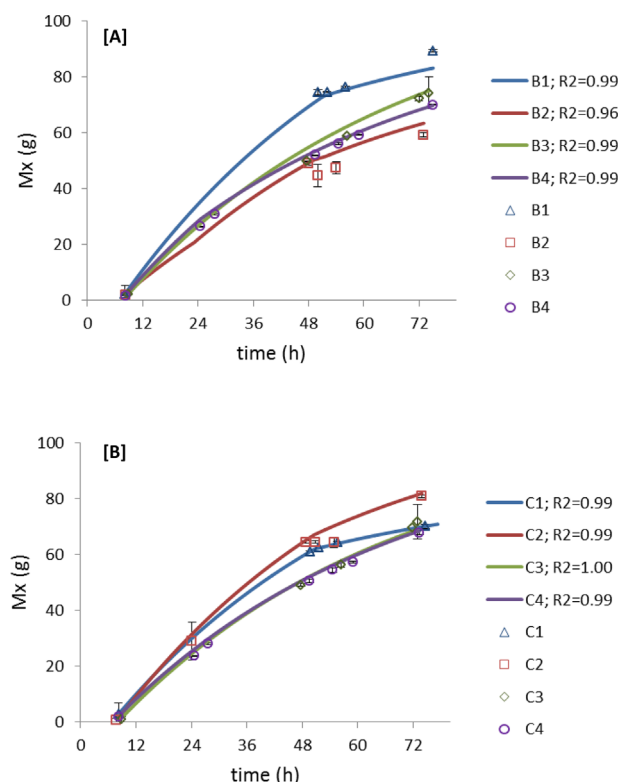 [A]
Mx (g)
100
80
60
40
20
0
0 12 24 36 48 60 72
time (h)
B1; R2=0.99
B2; R2=0.96
B3; R2=0.99
B4; R2=0.99
B1
B2
B3
B4
[B]
Mx (g)
100
80
60
40
20
0
0 12 24 36 48 60 72
time (h)
C1; R2=0.99
C2; R2=0.99
C3; R2=1.00
C4; R2=0.99
C1
C2
C3
C4